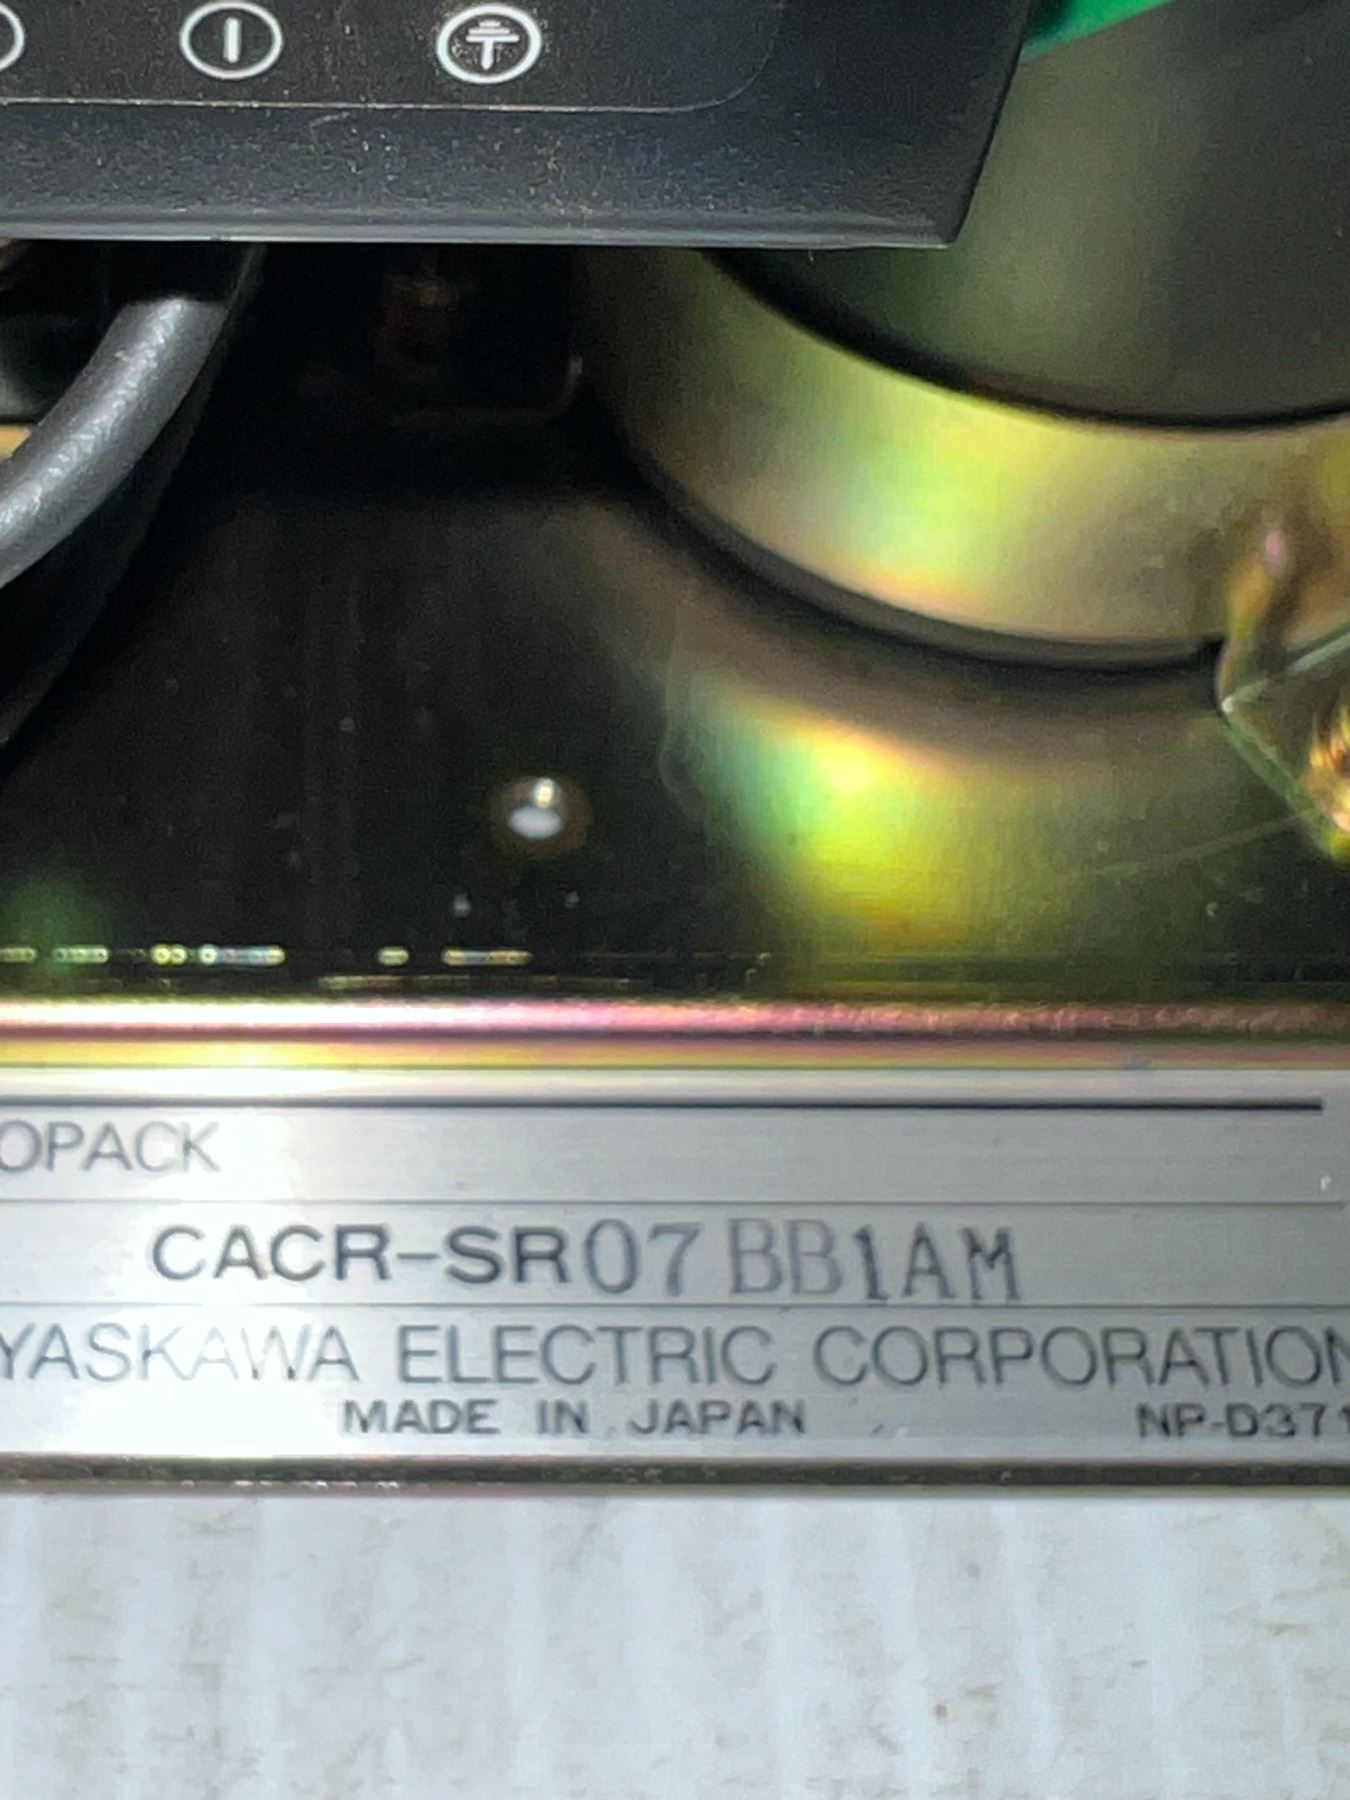 OPACK
CACR-SR07BB1AM
YASKAWA ELECTRIC CORPORATION
MADE IN JAPAN
NP-D371